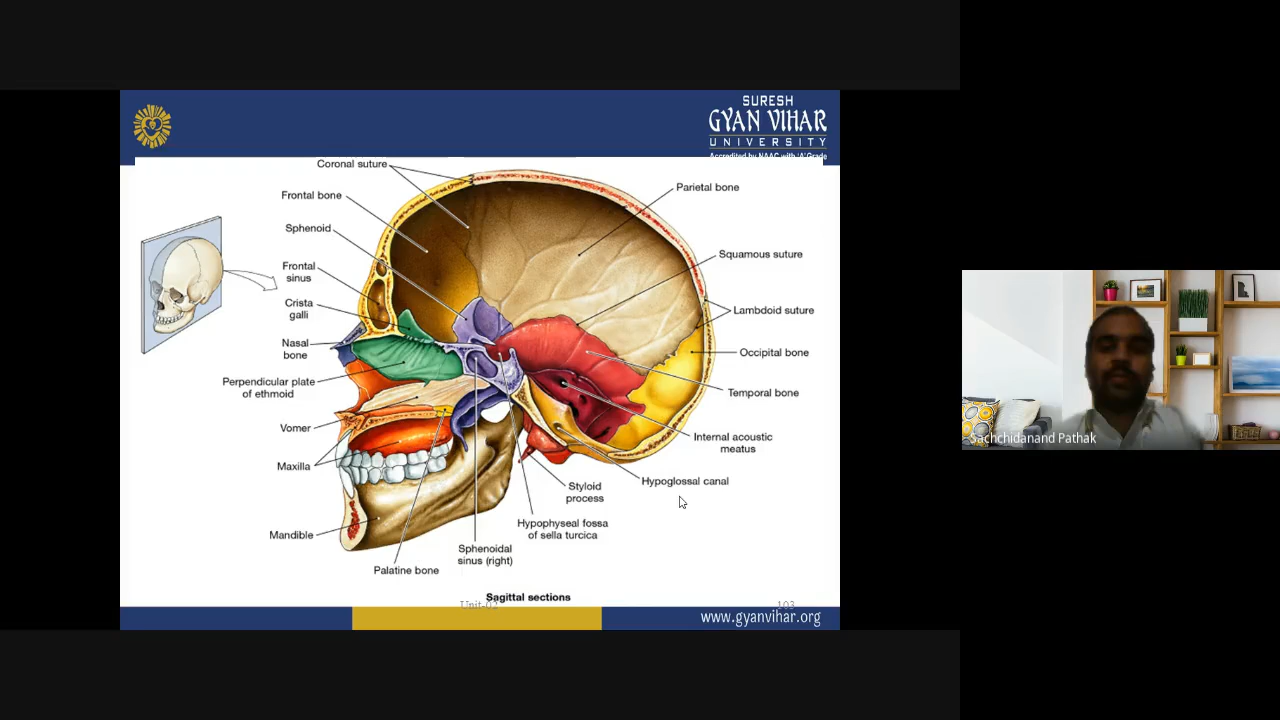 SURESH
GYAN VIHAR
UNIVERSITY
Accredited by NAAC with 'A' Grade
Coronal suture
Frontal bone
Sphenoid
Frontal
sinus
Crista
galli
Nasal
bone
Perpendicular plate
of ethmoid
Vomer
Maxilla
Mandible
Palatine bone
Sphenoidal
sinus (right)
Hypophyseal fossa
of sella turcica
Styloid
process
Hypoglossal canal
Internal acoustic
meatus
Temporal bone
Occipital bone
Lambdoid suture
Squamous suture
Parietal bone
Sagittal sections
Unit-02
103
www.gyanvihar.org
Sachchidanand Pathak